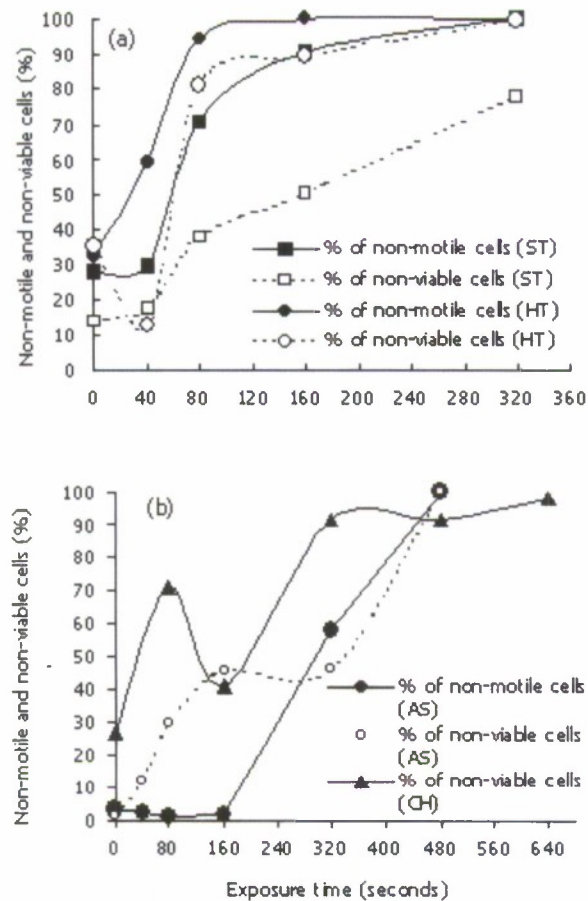 Non-motile and non-viable cells (%)
(a)
100
90
80
70
60
50
40
30
20
10
0
% of non-motile cells (ST)
% of non-viable cells (ST)
% of non-motile cells (HT)
% of non-viable cells (HT)
0 40 80 120 160 200 240 280 320 360
Non-motile and non-viable cells (%)
(b)
100
90
80
70
60
50
40
30
20
10
0
% of non-motile cells
(AS)
% of non-viable cells
(AS)
% of non-viable cells
(CH)
0 80 160 240 320 400 480 560 640
Exposure time (seconds)